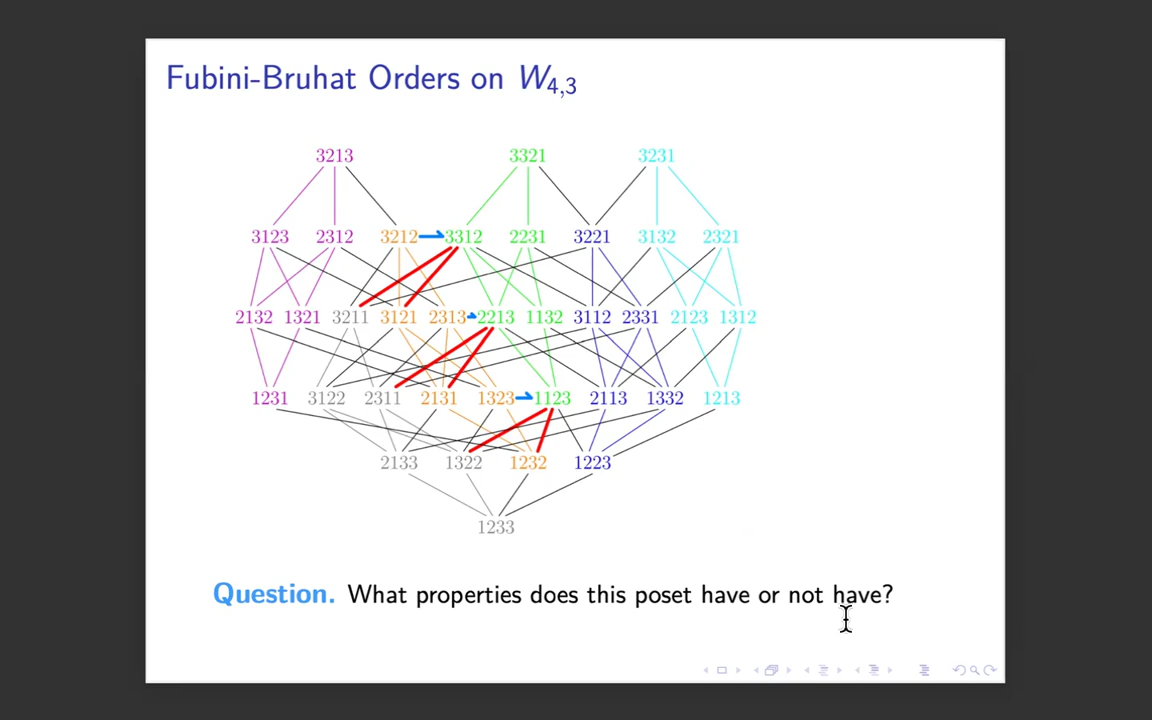 Fubini-Bruhat Orders on W4,3
3213 3321 3231
3123 2312 3212 3312 2231 3221 3132 2321
2132 1321 3211 3121 2313 2213 1132 3112 2331 2123 1312
1231 3122 2311 2131 1323 1123 2113 1332 1213
2133 1322 1232 1223
1233
Question. What properties does this poset have or not have?